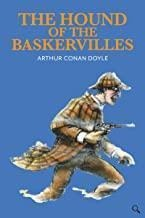 THE HOUND
OF THE
BASKERVILLES
ARTHUR CONAN DOYLE